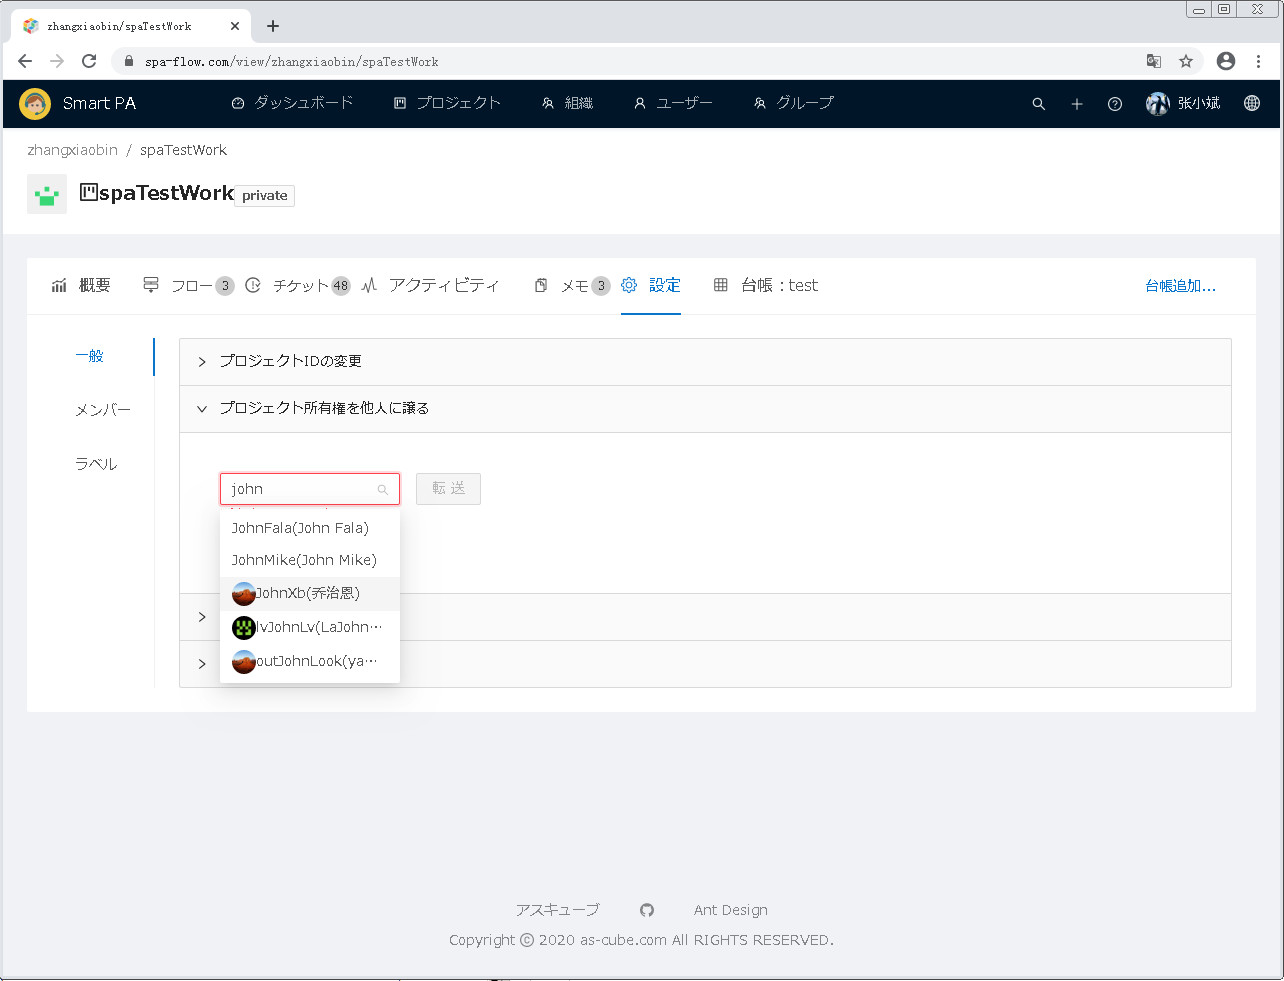 zhangxiaobin/spaTestWork
spa-flow.com/view/zhangxiaobin/spaTestWork
Smart PA ダッシュボード プロジェクト 組織 ユーザー グループ 张小斌
zhangxiaobin / spaTestWork
spaTestWork private
概要 フロー 3 チケット 48 アクティビティ メモ 3 設定 台帳：test 台帳追加...
一般
プロジェクトIDの変更
プロジェクト所有権を他人に譲る
メンバー
ラベル
john 転 送
JohnFala(John Fala)
JohnMike(John Mike)
JohnXb(乔治恩)
lvJohnLv(LaJohn···
outJohnLook(ya···
アスキューブ Ant Design
Copyright © 2020 as-cube.com All RIGHTS RESERVED.